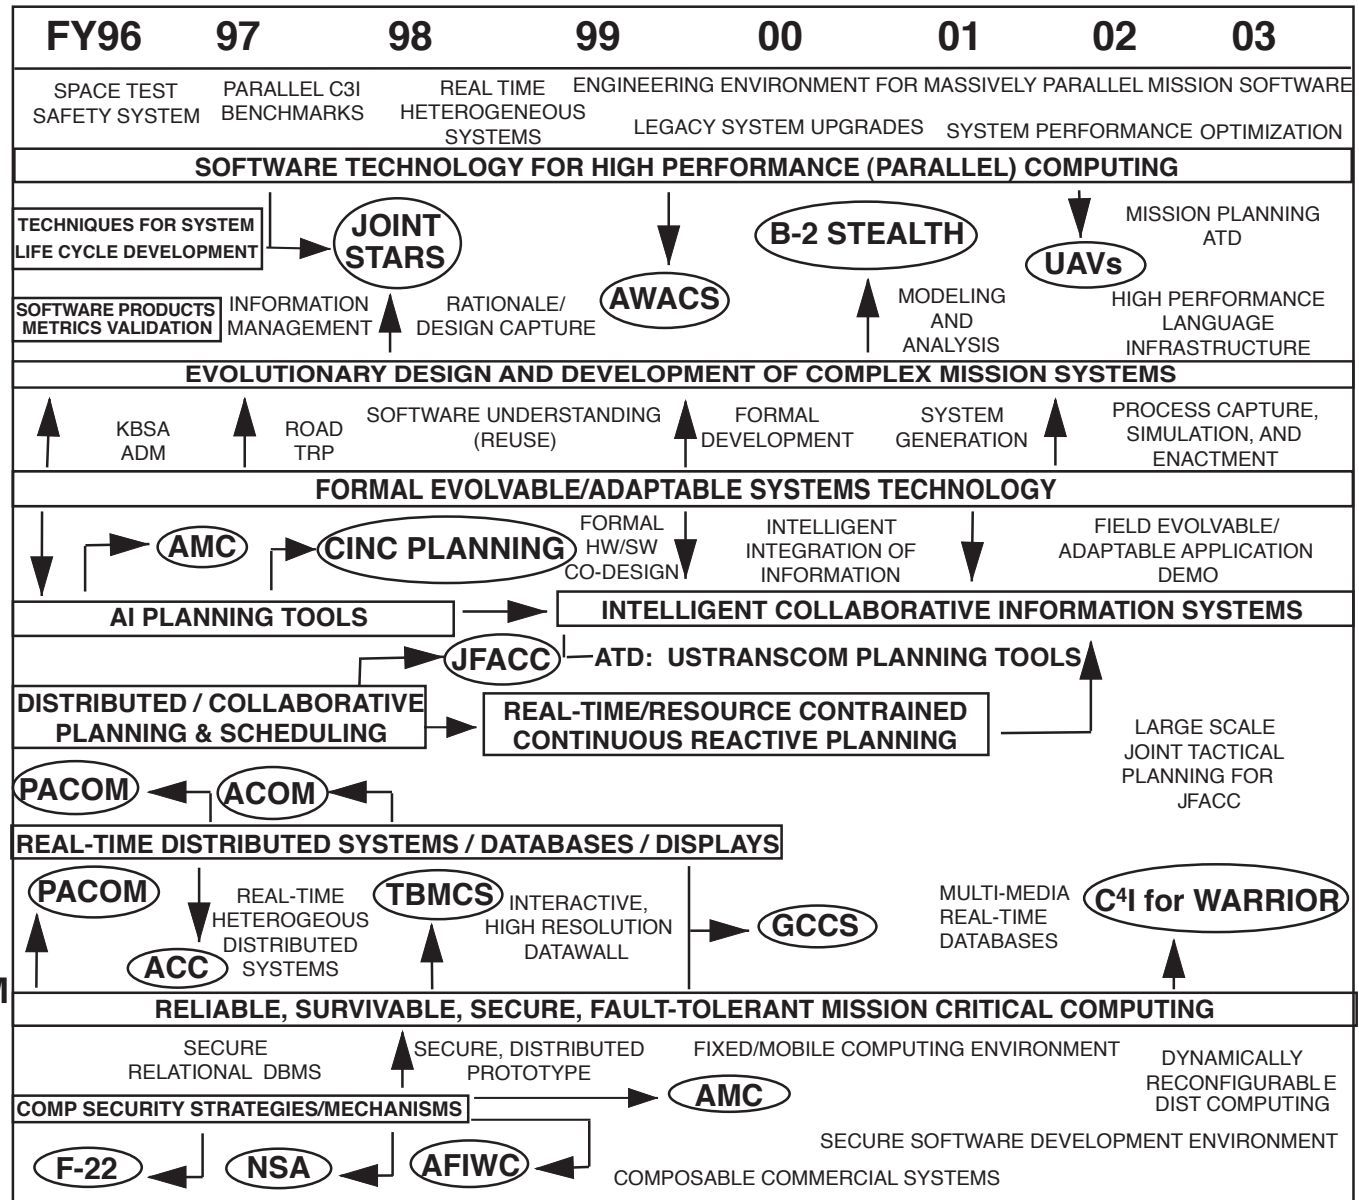 FY96 97 98 99 00 01 02 03
SPACE TEST
SAFETY SYSTEM
PARALLEL C3I
BENCHMARKS
REAL TIME
HETEROGENEOUS
SYSTEMS
ENGINEERING ENVIRONMENT FOR MASSIVELY PARALLEL MISSION SOFTWARE
LEGACY SYSTEM UPGRADES
SYSTEM PERFORMANCE OPTIMIZATION
SOFTWARE TECHNOLOGY FOR HIGH PERFORMANCE (PARALLEL) COMPUTING
TECHNIQUES FOR SYSTEM
LIFE CYCLE DEVELOPMENT
JOINT
STARS
AWACS
B-2 STEALTH
UAVs
MISSION PLANNING
ATD
SOFTWARE PRODUCTS
METRICS VALIDATION
INFORMATION
MANAGEMENT
RATIONALE/
DESIGN CAPTURE
MODELING
AND
ANALYSIS
HIGH PERFORMANCE
LANGUAGE
INFRASTRUCTURE
EVOLUTIONARY DESIGN AND DEVELOPMENT OF COMPLEX MISSION SYSTEMS
KBSA
ADM
ROAD
TRP
SOFTWARE UNDERSTANDING
(REUSE)
FORMAL
DEVELOPMENT
SYSTEM
GENERATION
PROCESS CAPTURE,
SIMULATION, AND
ENACTMENT
FORMAL EVOLVABLE/ADAPTABLE SYSTEMS TECHNOLOGY
AMC
CINC PLANNING
FORMAL
HW/SW
CO-DESIGN
INTELLIGENT
INTEGRATION OF
INFORMATION
FIELD EVOLVABLE/
ADAPTABLE APPLICATION
DEMO
AI PLANNING TOOLS
INTELLIGENT COLLABORATIVE INFORMATION SYSTEMS
JFACC
ATD: USTRANSCOM PLANNING TOOLS
DISTRIBUTED / COLLABORATIVE
PLANNING & SCHEDULING
REAL-TIME/RESOURCE CONTRAINED
CONTINUOUS REACTIVE PLANNING
LARGE SCALE
JOINT TACTICAL
PLANNING FOR
JFACC
PACOM
ACOM
REAL-TIME DISTRIBUTED SYSTEMS / DATABASES / DISPLAYS
PACOM
ACC
REAL-TIME
HETEROGEOUS
DISTRIBUTED
SYSTEMS
TBMCS
INTERACTIVE,
HIGH RESOLUTION
DATAWALL
GCCS
MULTI-MEDIA
REAL-TIME
DATABASES
C⁴I for WARRIOR
M
RELIABLE, SURVIVABLE, SECURE, FAULT-TOLERANT MISSION CRITICAL COMPUTING
SECURE
RELATIONAL DBMS
SECURE, DISTRIBUTED
PROTOTYPE
FIXED/MOBILE COMPUTING ENVIRONMENT
DYNAMICALLY
RECONFIGURABLE
DIST COMPUTING
AMC
COMP SECURITY STRATEGIES/MECHANISMS
SECURE SOFTWARE DEVELOPMENT ENVIRONMENT
F-22
NSA
AFIWC
COMPOSABLE COMMERCIAL SYSTEMS